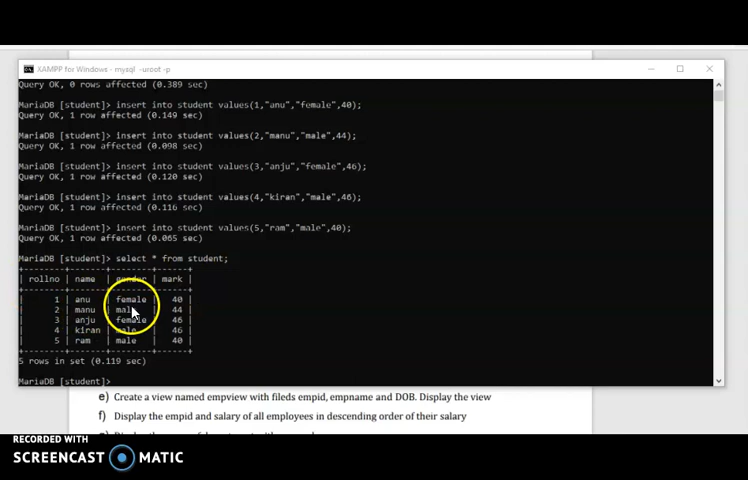 XAMPP for Windows - mysql -uroot -p
Query OK, 0 rows affected (0.389 sec)
MariaDB [student]> insert into student values(1,"anu","female",40);
Query OK, 1 row affected (0.149 sec)
MariaDB [student]> insert into student values(2,"manu","male",44);
Query OK, 1 row affected (0.098 sec)
MariaDB [student]> insert into student values(3,"anju","female",46);
Query OK, 1 row affected (0.120 sec)
MariaDB [student]> insert into student values(4,"kiran","male",46);
Query OK, 1 row affected (0.116 sec)
MariaDB [student]> insert into student values(5,"ram","male",40);
Query OK, 1 row affected (0.065 sec)
MariaDB [student]> select * from student;
+--------+-------+--------+------+
| rollno | name | gender | mark |
+--------+-------+--------+------+
| 1 | anu | female | 40 |
| 2 | manu | male | 44 |
| 3 | anju | female | 46 |
| 4 | kiran | male | 46 |
| 5 | ram | male | 40 |
+--------+-------+--------+------+
5 rows in set (0.119 sec)
MariaDB [student]>
e) Create a view named empview with fileds empid, empname and DOB. Display the view
f) Display the empid and salary of all employees in descending order of their salary
RECORDED WITH
SCREENCAST MATIC